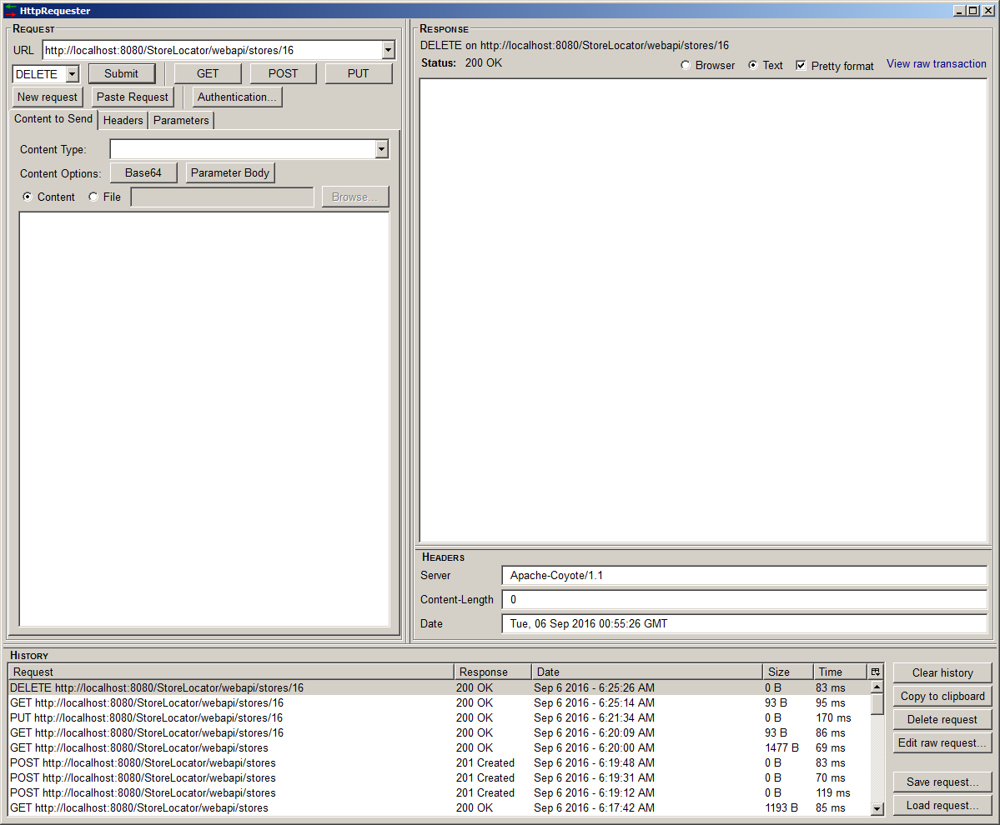 HttpRequester
REQUEST
URL http://localhost:8080/StoreLocator/webapi/stores/16
DELETE Submit GET POST PUT
New request Paste Request Authentication...
Content to Send Headers Parameters
Content Type:
Content Options: Base64 Parameter Body
Content File Browse...
RESPONSE
DELETE on http://localhost:8080/StoreLocator/webapi/stores/16
Status: 200 OK Browser Text Pretty format View raw transaction
HEADERS
Server Apache-Coyote/1.1
Content-Length 0
Date Tue, 06 Sep 2016 00:55:26 GMT
HISTORY
Request Response Date Size Time
DELETE http://localhost:8080/StoreLocator/webapi/stores/16 200 OK Sep 6 2016 - 6:25:26 AM 0 B 83 ms
GET http://localhost:8080/StoreLocator/webapi/stores/16 200 OK Sep 6 2016 - 6:25:14 AM 93 B 95 ms
PUT http://localhost:8080/StoreLocator/webapi/stores/16 200 OK Sep 6 2016 - 6:21:34 AM 0 B 170 ms
GET http://localhost:8080/StoreLocator/webapi/stores/16 200 OK Sep 6 2016 - 6:20:09 AM 93 B 86 ms
GET http://localhost:8080/StoreLocator/webapi/stores 200 OK Sep 6 2016 - 6:20:00 AM 1477 B 69 ms
POST http://localhost:8080/StoreLocator/webapi/stores 201 Created Sep 6 2016 - 6:19:48 AM 0 B 83 ms
POST http://localhost:8080/StoreLocator/webapi/stores 201 Created Sep 6 2016 - 6:19:31 AM 0 B 70 ms
POST http://localhost:8080/StoreLocator/webapi/stores 201 Created Sep 6 2016 - 6:19:12 AM 0 B 119 ms
GET http://localhost:8080/StoreLocator/webapi/stores 200 OK Sep 6 2016 - 6:17:42 AM 1193 B 85 ms
Clear history
Copy to clipboard
Delete request
Edit raw request...
Save request...
Load request...